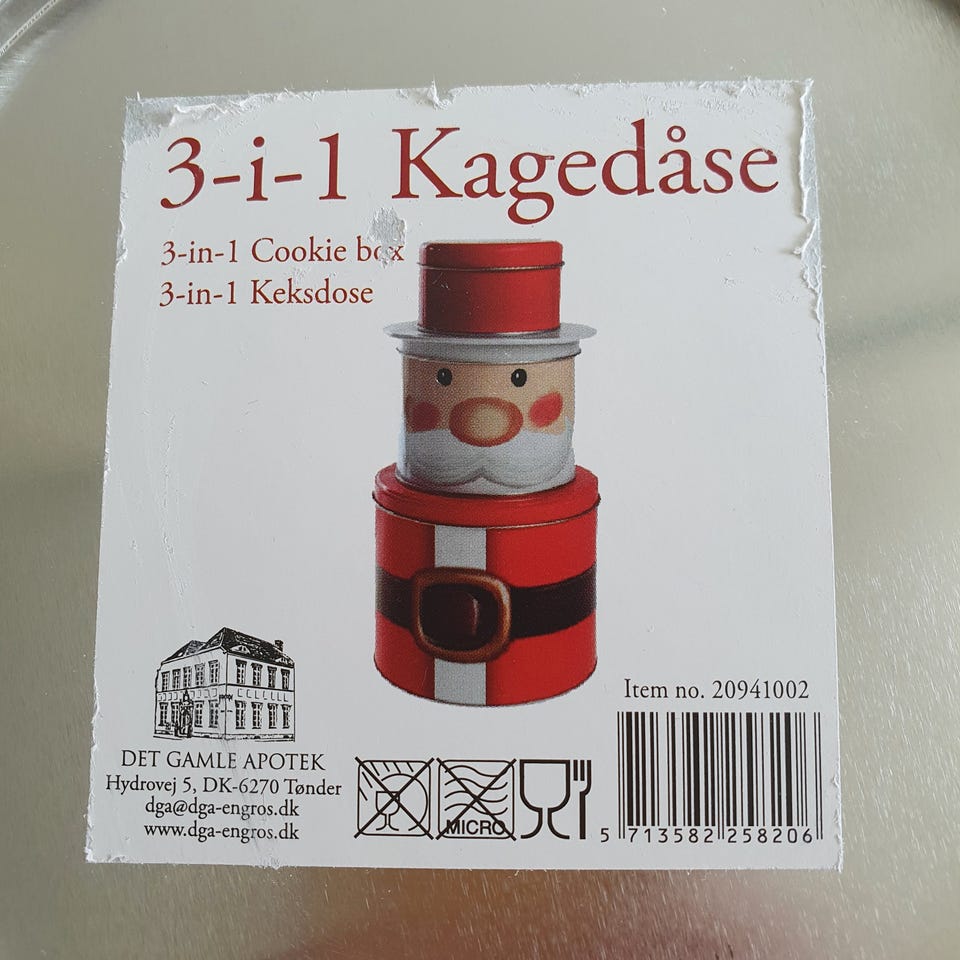 3-i-1 Kagedåse
3-in-1 Cookie box
3-in-1 Keksdose
Item no. 20941002
DET GAMLE APOTEK
Hydrovej 5, DK-6270 Tønder
dga@dga-engros.dk
www.dga-engros.dk
MICRO
5 713582 258206